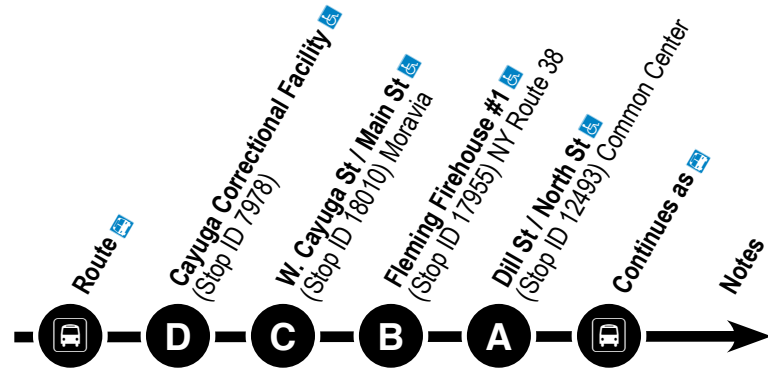 Route
Cayuga Correctional Facility
(Stop ID 7978)
W. Cayuga St / Main St
(Stop ID 18010) Moravia
Fleming Firehouse #1
(Stop ID 17955) NY Route 38
Dill St / North St
(Stop ID 12493) Common Center
Continues as
Notes
D
C
B
A